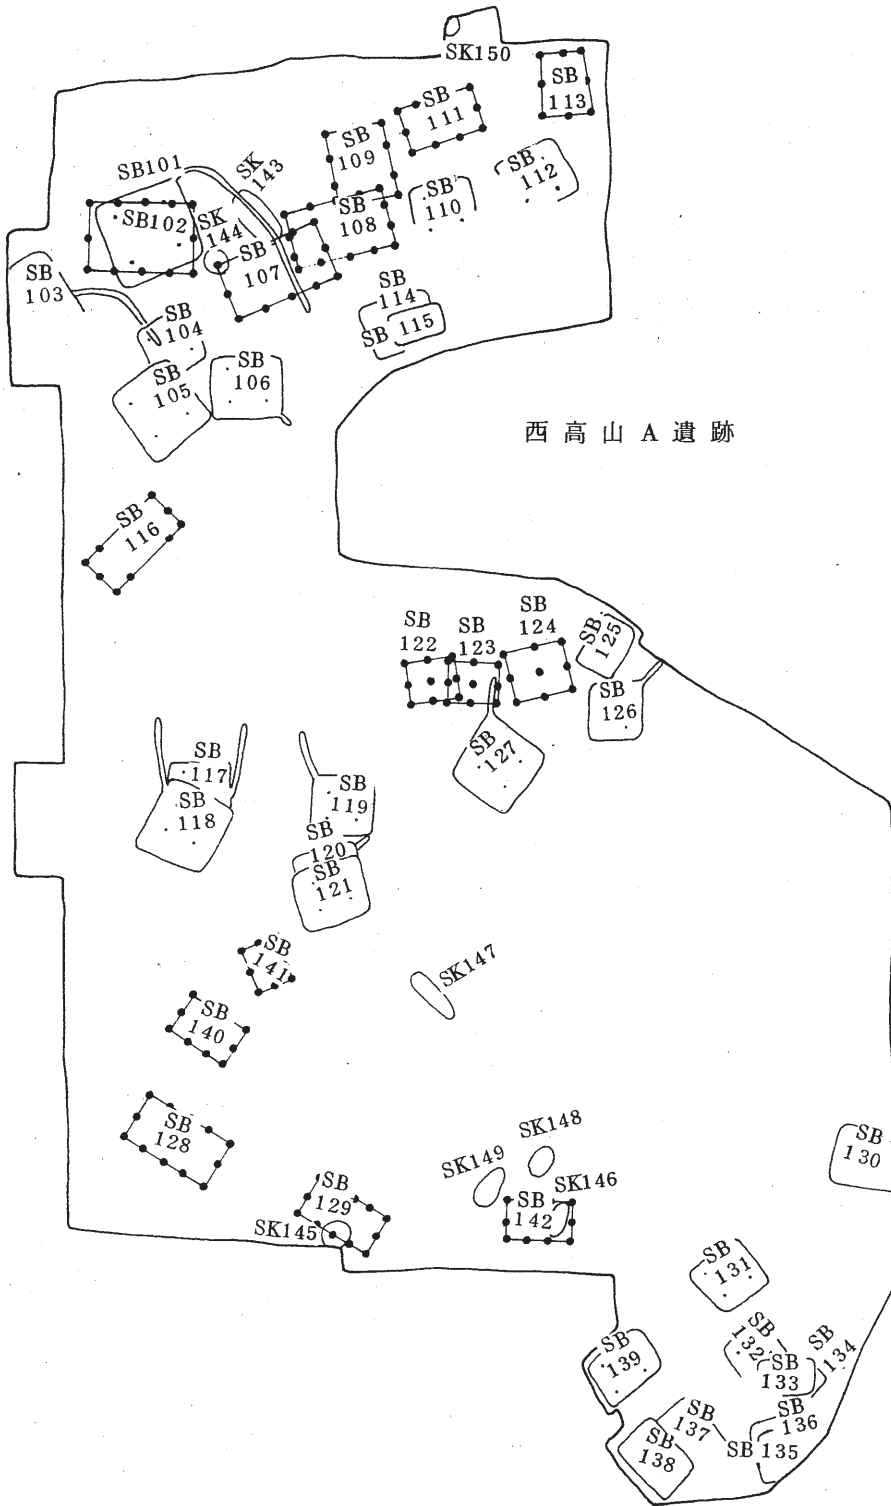 SK150
SB
113
SB
111
SB
109
SB
112
SB101
SK
143
SB
110
SB102
SK
144
SB
108
SB
107
SB
103
SB
114
SB 115
SB
104
SB
105
SB
106
西高山A遺跡
SB
116
SB
122
SB
123
SB
124
SB
125
SB
126
SB
127
SB
117
SB
118
SB
119
SB
120
SB
121
SB
141
SK147
SB
140
SB
128
SK148
SK149
SB
130
SB
129
SK145
SB
142
SK146
SB
131
SB
132
SB
133
SB
134
SB
139
SB
137
SB
136
SB 135
SB
138